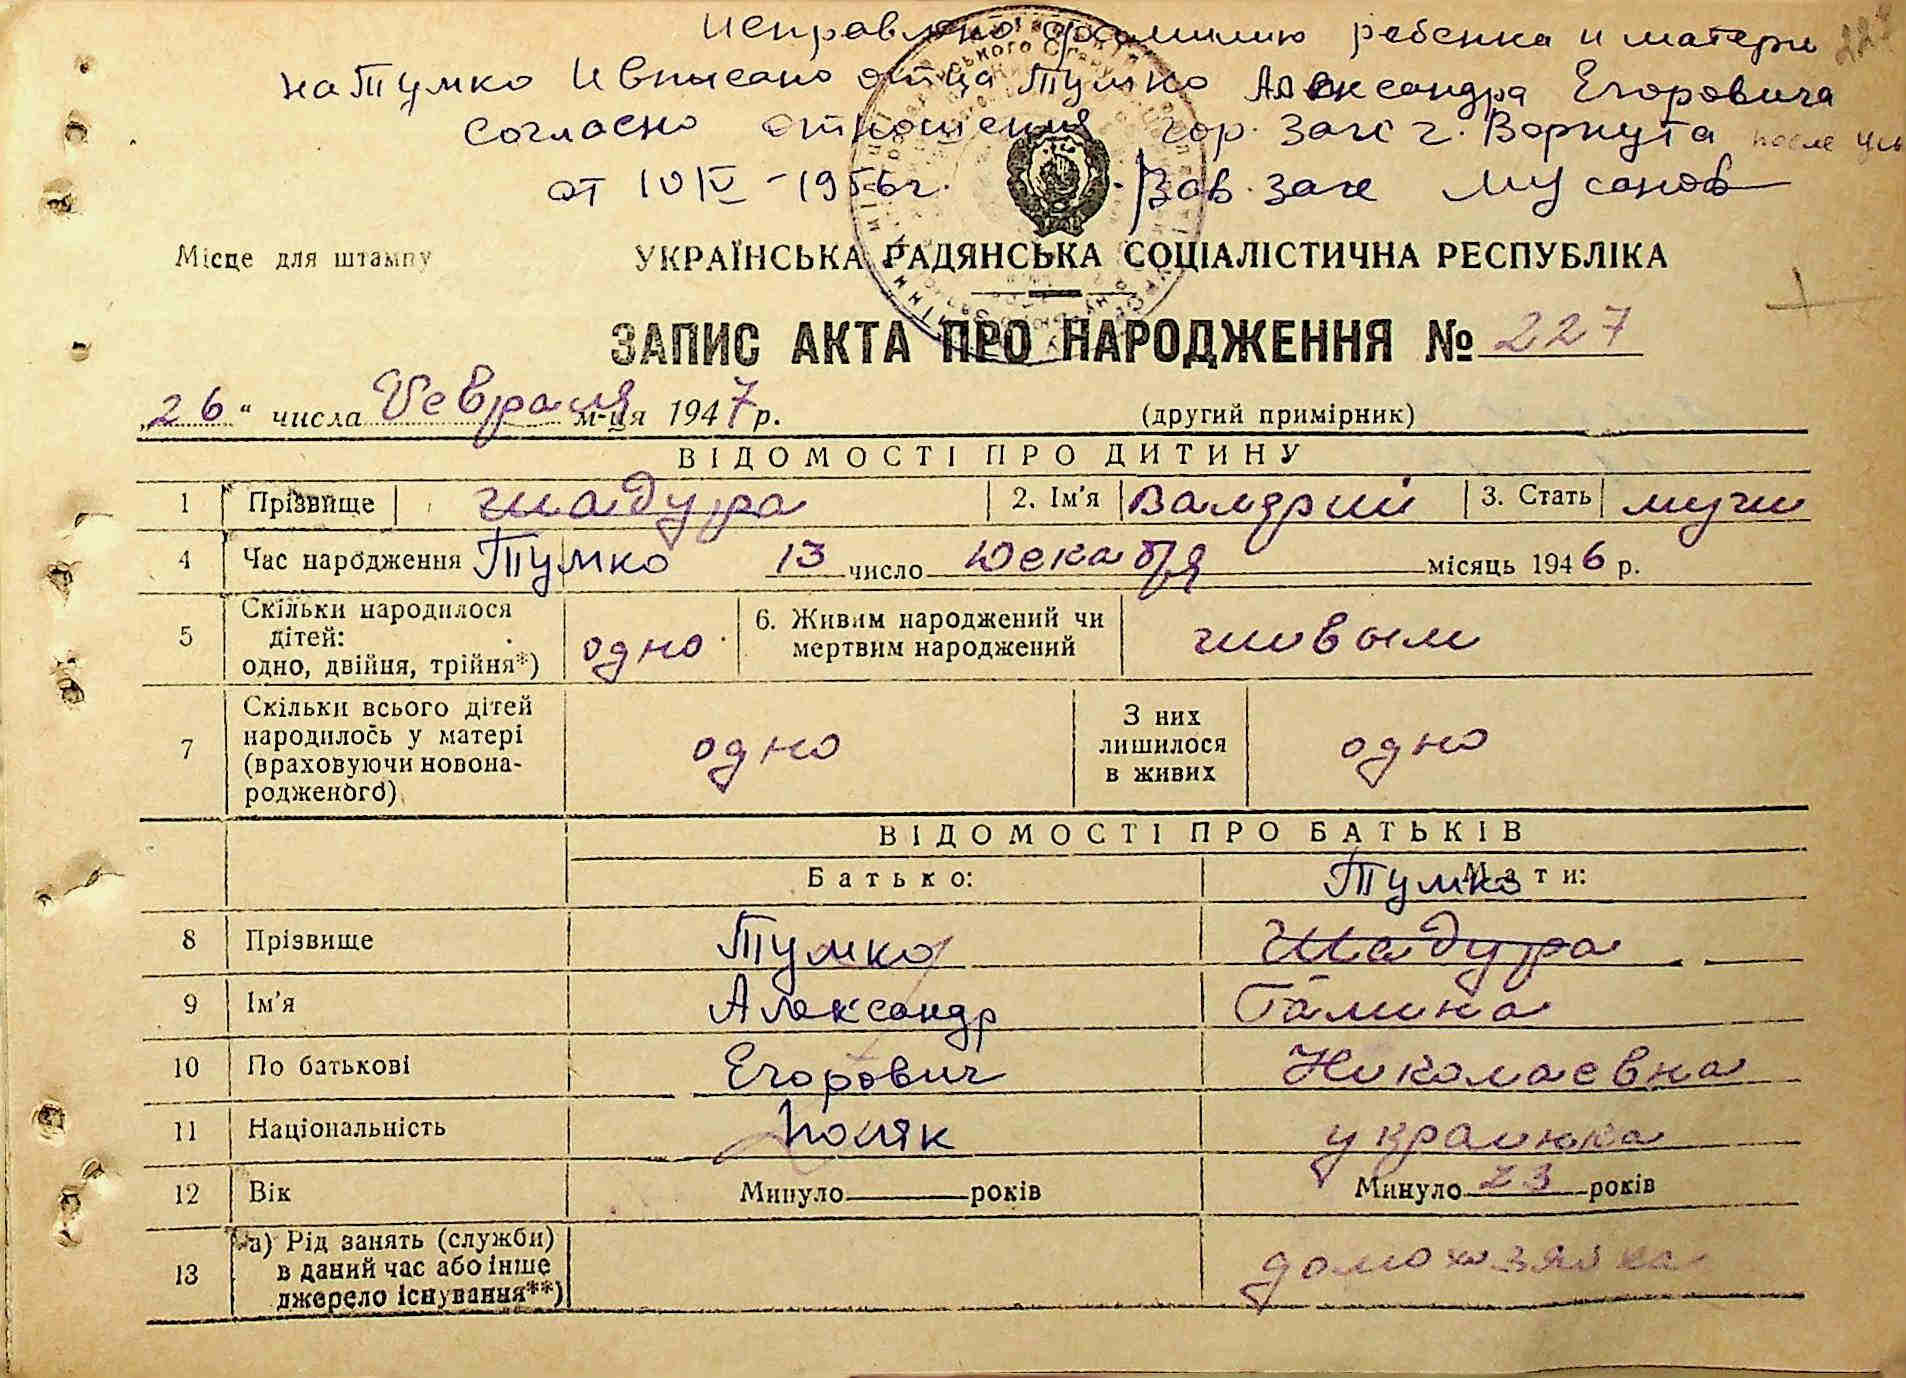 Исправлено фамилию ребенка и матери
на Тумко и вписано отца Тумко Александра Егоровича
согласно отношения гор. загс г. Воркута после
от 10 IV - 1956 г. Зав. загс
Місце для штампу
УКРАЇНСЬКА РАДЯНСЬКА СОЦІАЛІСТИЧНА РЕСПУБЛІКА
ЗАПИС АКТА ПРО НАРОДЖЕННЯ № 227
„26“ числа Февраля м-ця 1947 р. (другий примірник)
ВІДОМОСТІ ПРО ДИТИНУ
1 Прізвище Шадура 2. Ім'я Валерий 3. Стать муж
4 Час народження Тумко 13 число Декабря місяць 1946 р.
5 Скільки народилося дітей: одно, двійня, трійня*) одно 6. Живим народжений чи мертвим народжений живым
7 Скільки всього дітей народилось у матері (враховуючи новона- родженого) одно З них лишилося в живих одно
ВІДОМОСТІ ПРО БАТЬКІВ
Батько: Мати: Тумко
8 Прізвище Тумко Шадура
9 Ім'я Александр Галина
10 По батькові Егорович Николаевна
11 Національність Поляк украинка
12 Вік Минуло років Минуло 23 років
13 а) Рід занять (служби) в даний час або інше джерело існування**) домохозяйка